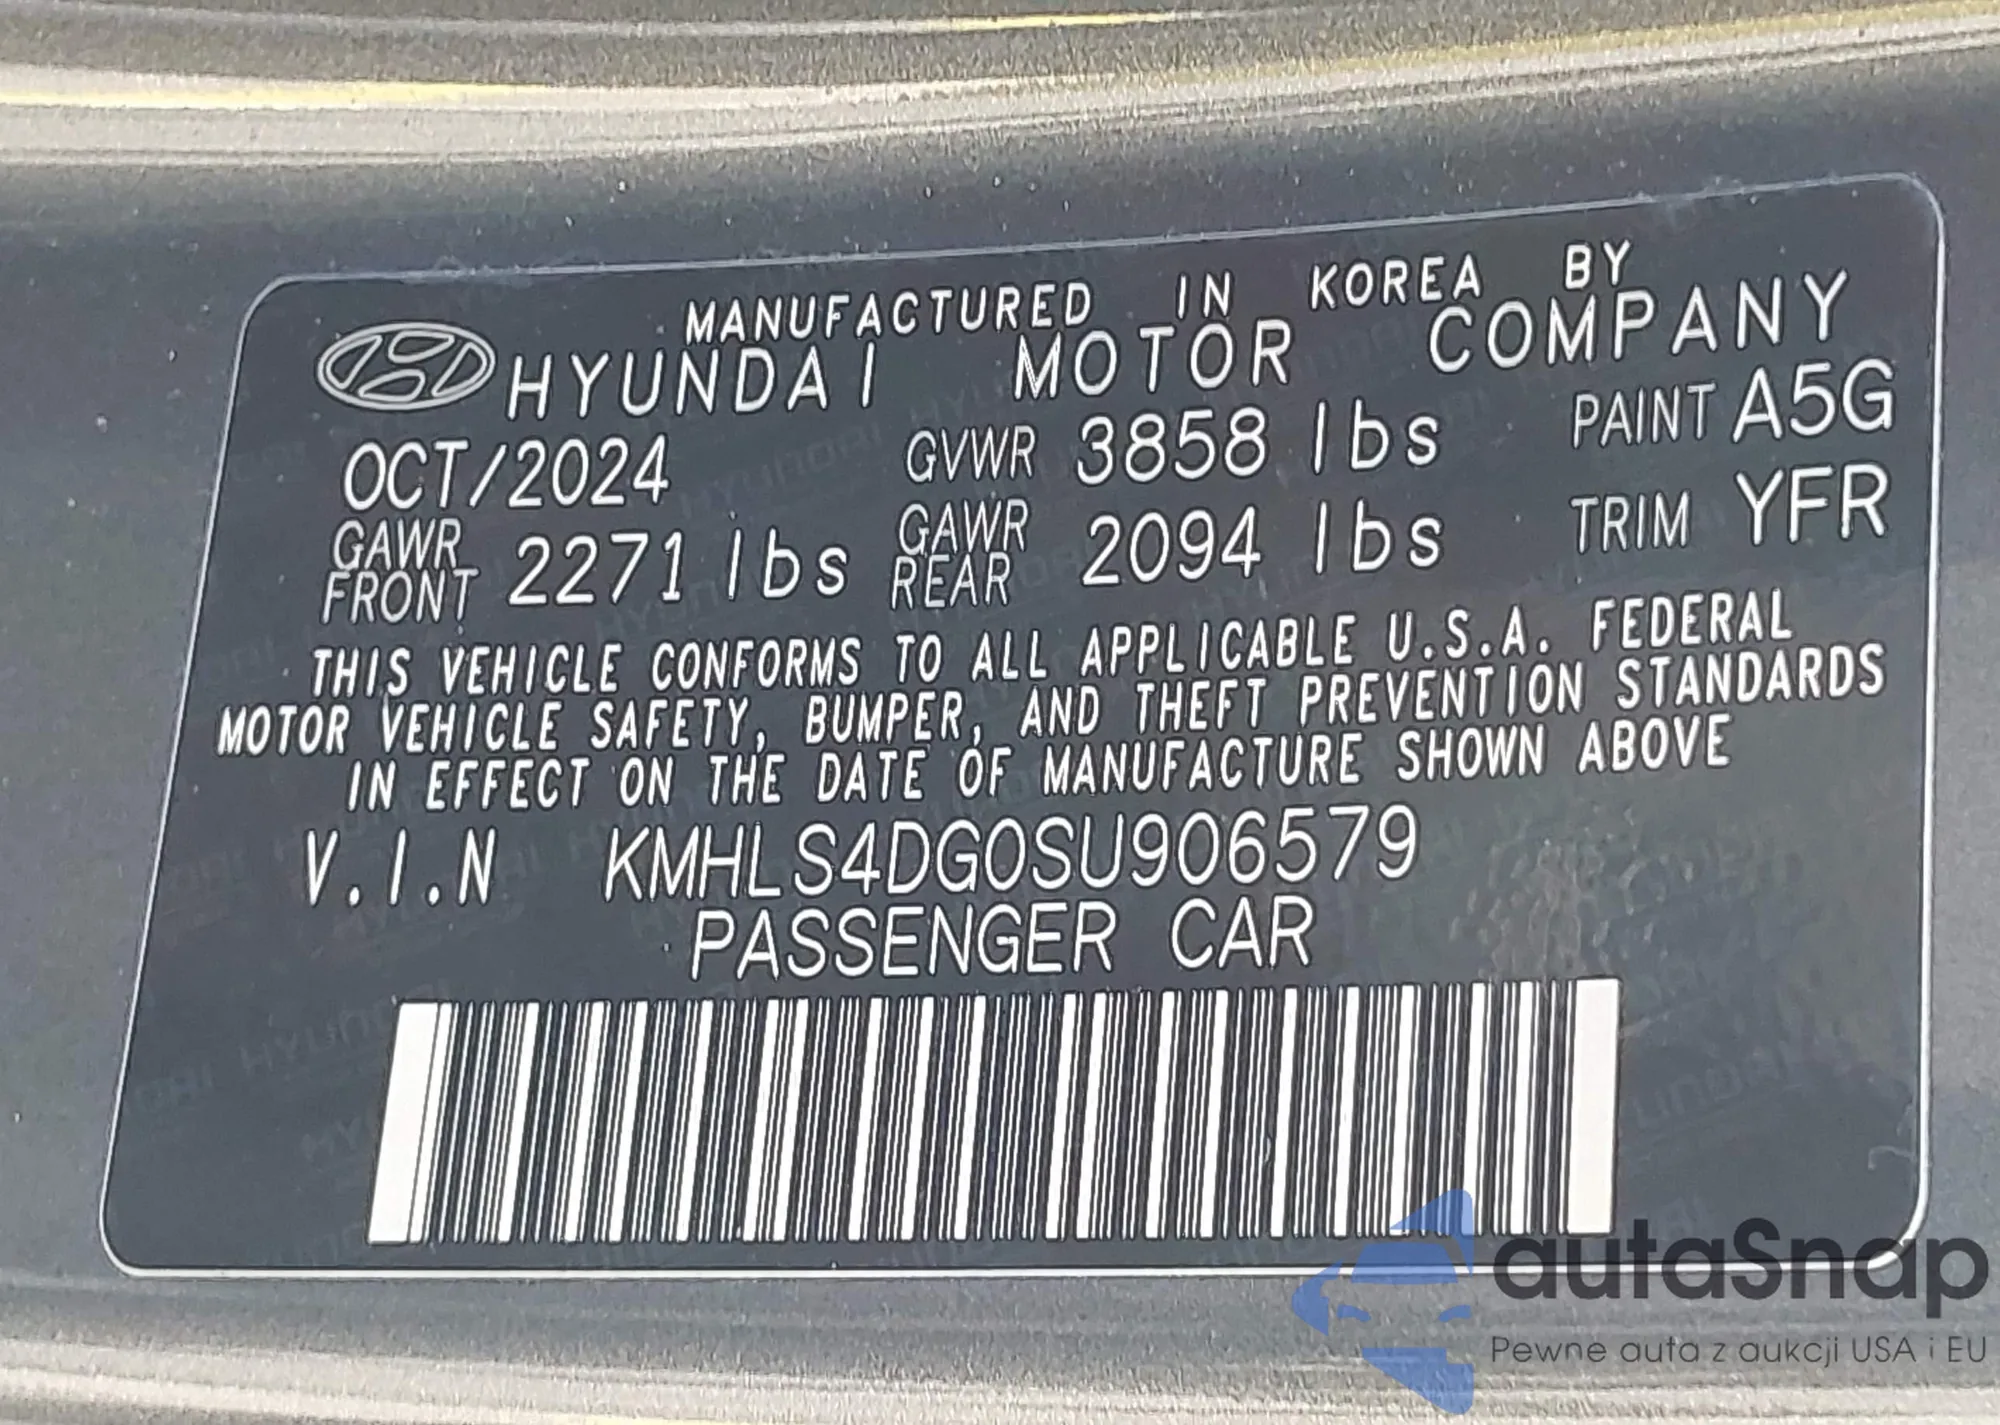 MANUFACTURED IN KOREA BY
HYUNDAI MOTOR COMPANY
OCT/2024 GVWR 3858 lbs PAINT A5G
GAWR FRONT 2271 lbs GAWR REAR 2094 lbs TRIM YFR
THIS VEHICLE CONFORMS TO ALL APPLICABLE U.S.A. FEDERAL
MOTOR VEHICLE SAFETY, BUMPER, AND THEFT PREVENTION STANDARDS
IN EFFECT ON THE DATE OF MANUFACTURE SHOWN ABOVE
V.I.N KMHLS4DG0SU906579
PASSENGER CAR
autaSnap
Pewne auta z aukcji USA i EU